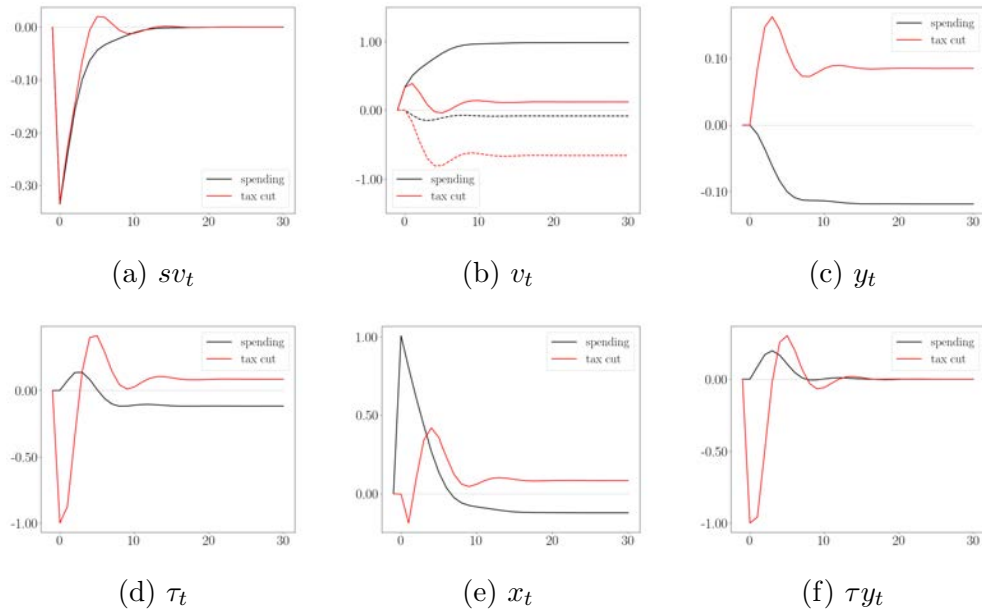 0.00
-0.10
-0.20
-0.30
spending
tax cut
0 10 20 30
(a) sv_t
1.00
0.00
-1.00
spending
tax cut
0 10 20 30
(b) v_t
0.10
0.00
-0.10
spending
tax cut
0 10 20 30
(c) y_t
0.00
-0.50
-1.00
spending
tax cut
0 10 20 30
(d) τ_t
1.00
0.50
0.00
spending
tax cut
0 10 20 30
(e) x_t
0.00
-0.50
-1.00
spending
tax cut
0 10 20 30
(f) τy_t